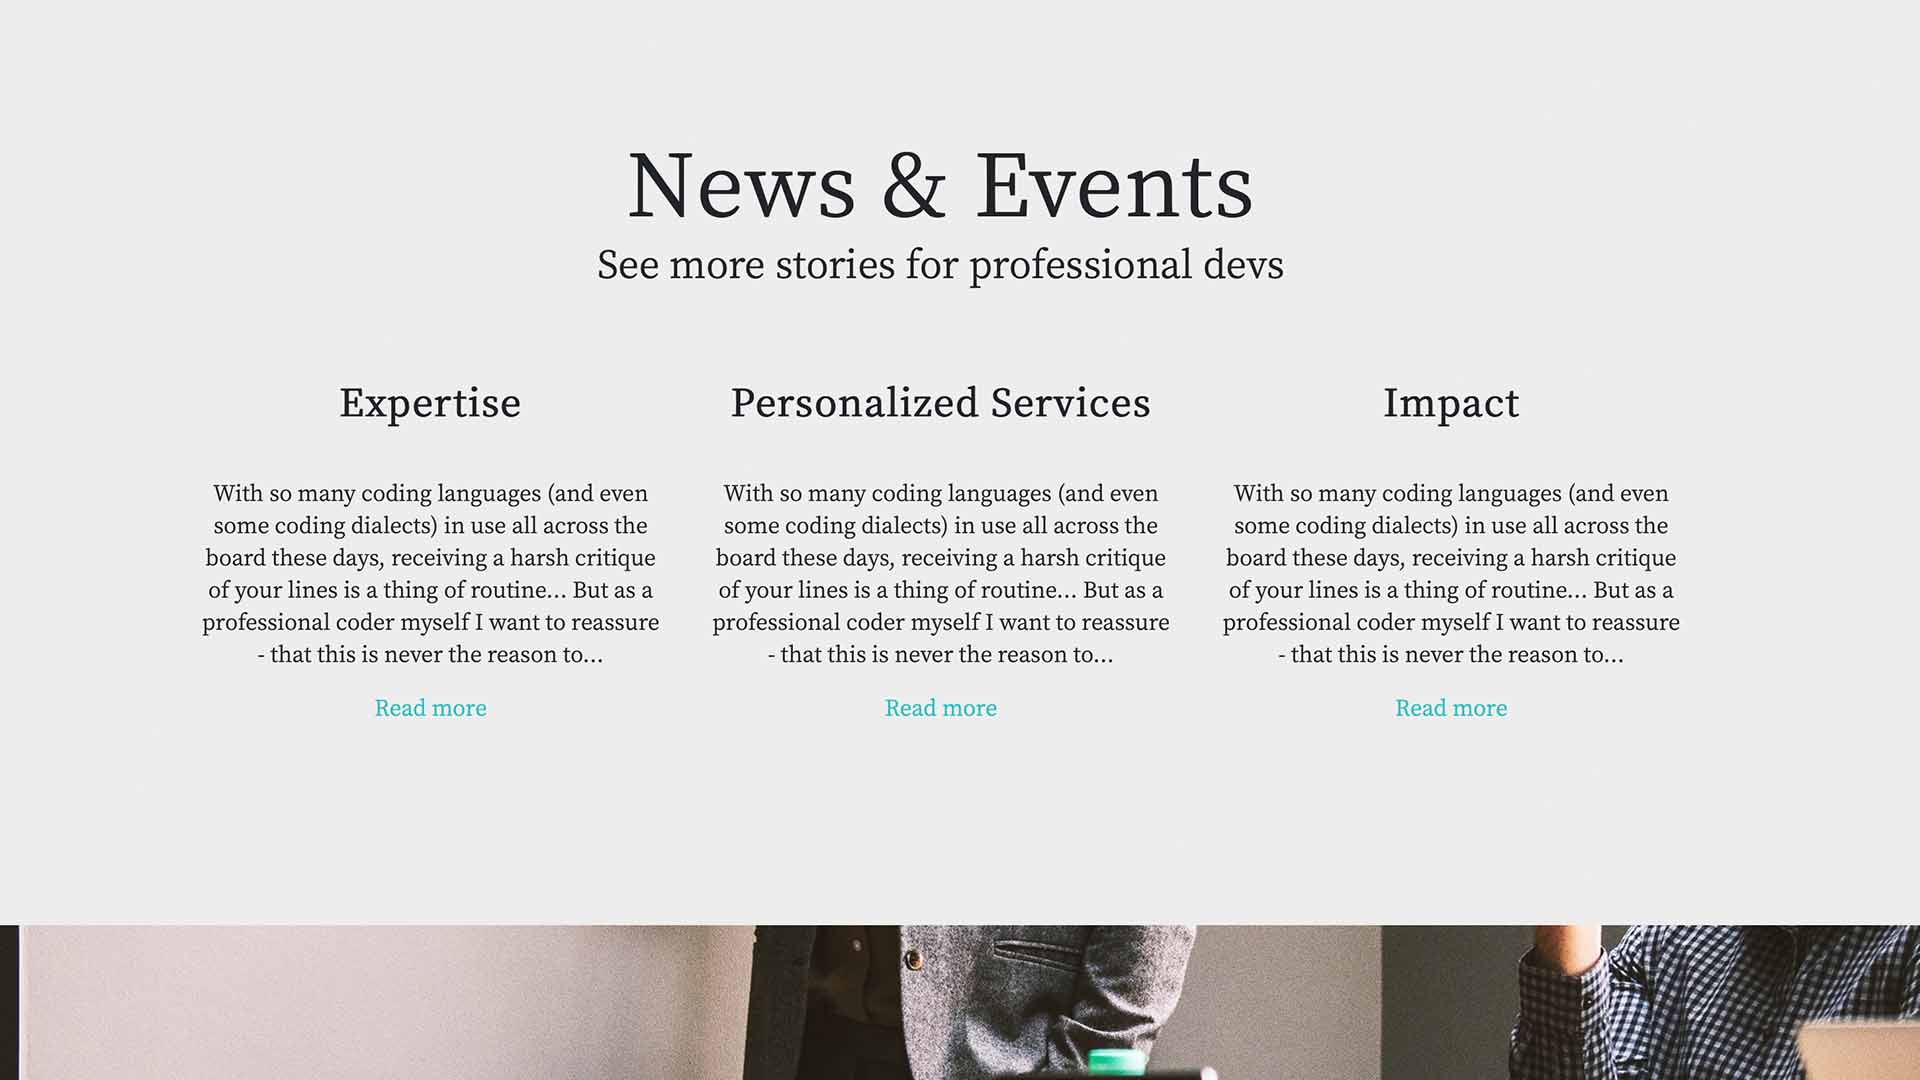 News & Events
See more stories for professional devs
Expertise
With so many coding languages (and even
some coding dialects) in use all across the
board these days, receiving a harsh critique
of your lines is a thing of routine... But as a
professional coder myself I want to reassure
- that this is never the reason to...
Read more
Personalized Services
With so many coding languages (and even
some coding dialects) in use all across the
board these days, receiving a harsh critique
of your lines is a thing of routine... But as a
professional coder myself I want to reassure
- that this is never the reason to...
Read more
Impact
With so many coding languages (and even
some coding dialects) in use all across the
board these days, receiving a harsh critique
of your lines is a thing of routine... But as a
professional coder myself I want to reassure
- that this is never the reason to...
Read more